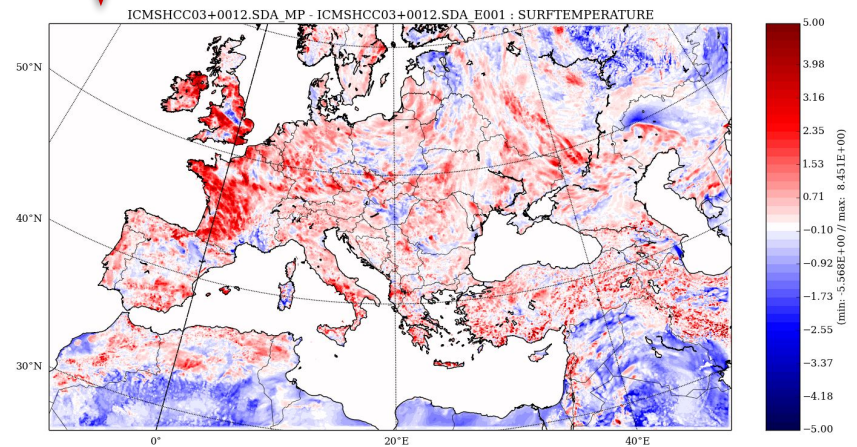 ICMSHCC03+0012.SDA_MP - ICMSHCC03+0012.SDA_E001 : SURFTEMPERATURE
50°N
40°N
30°N
0°
20°E
40°E
5.00
3.98
3.16
2.35
1.53
0.71
−0.10
−0.92
−1.73
−2.55
−3.37
−4.18
−5.00
(min: -5.568E+00 // max: 8.451E+00)